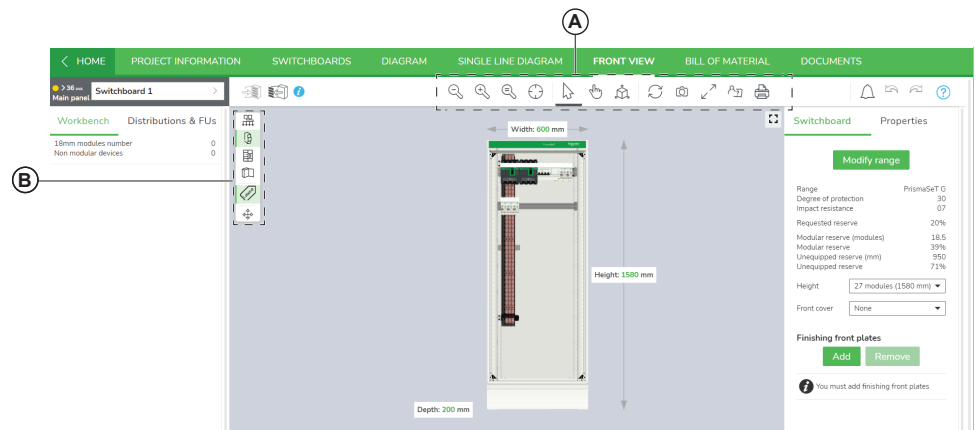 A
HOME PROJECT INFORMATION SWITCHBOARDS DIAGRAM SINGLE LINE DIAGRAM FRONT VIEW BILL OF MATERIAL DOCUMENTS
> 36
Main panel
Switchboard 1
Workbench Distributions & FUs
18mm modules number 0
Non modular devices 0
B
Width: 600 mm
Height: 1580 mm
Depth: 200 mm
Switchboard Properties
Modify range
Range PrismaSeT G
Degree of protection 30
Impact resistance 07
Requested reserve 20%
Modular reserve (modules) 18.5
Modular reserve 39%
Unequipped reserve (mm) 950
Unequipped reserve 71%
Height 27 modules (1580 mm)
Front cover None
Finishing front plates
Add Remove
You must add finishing front plates